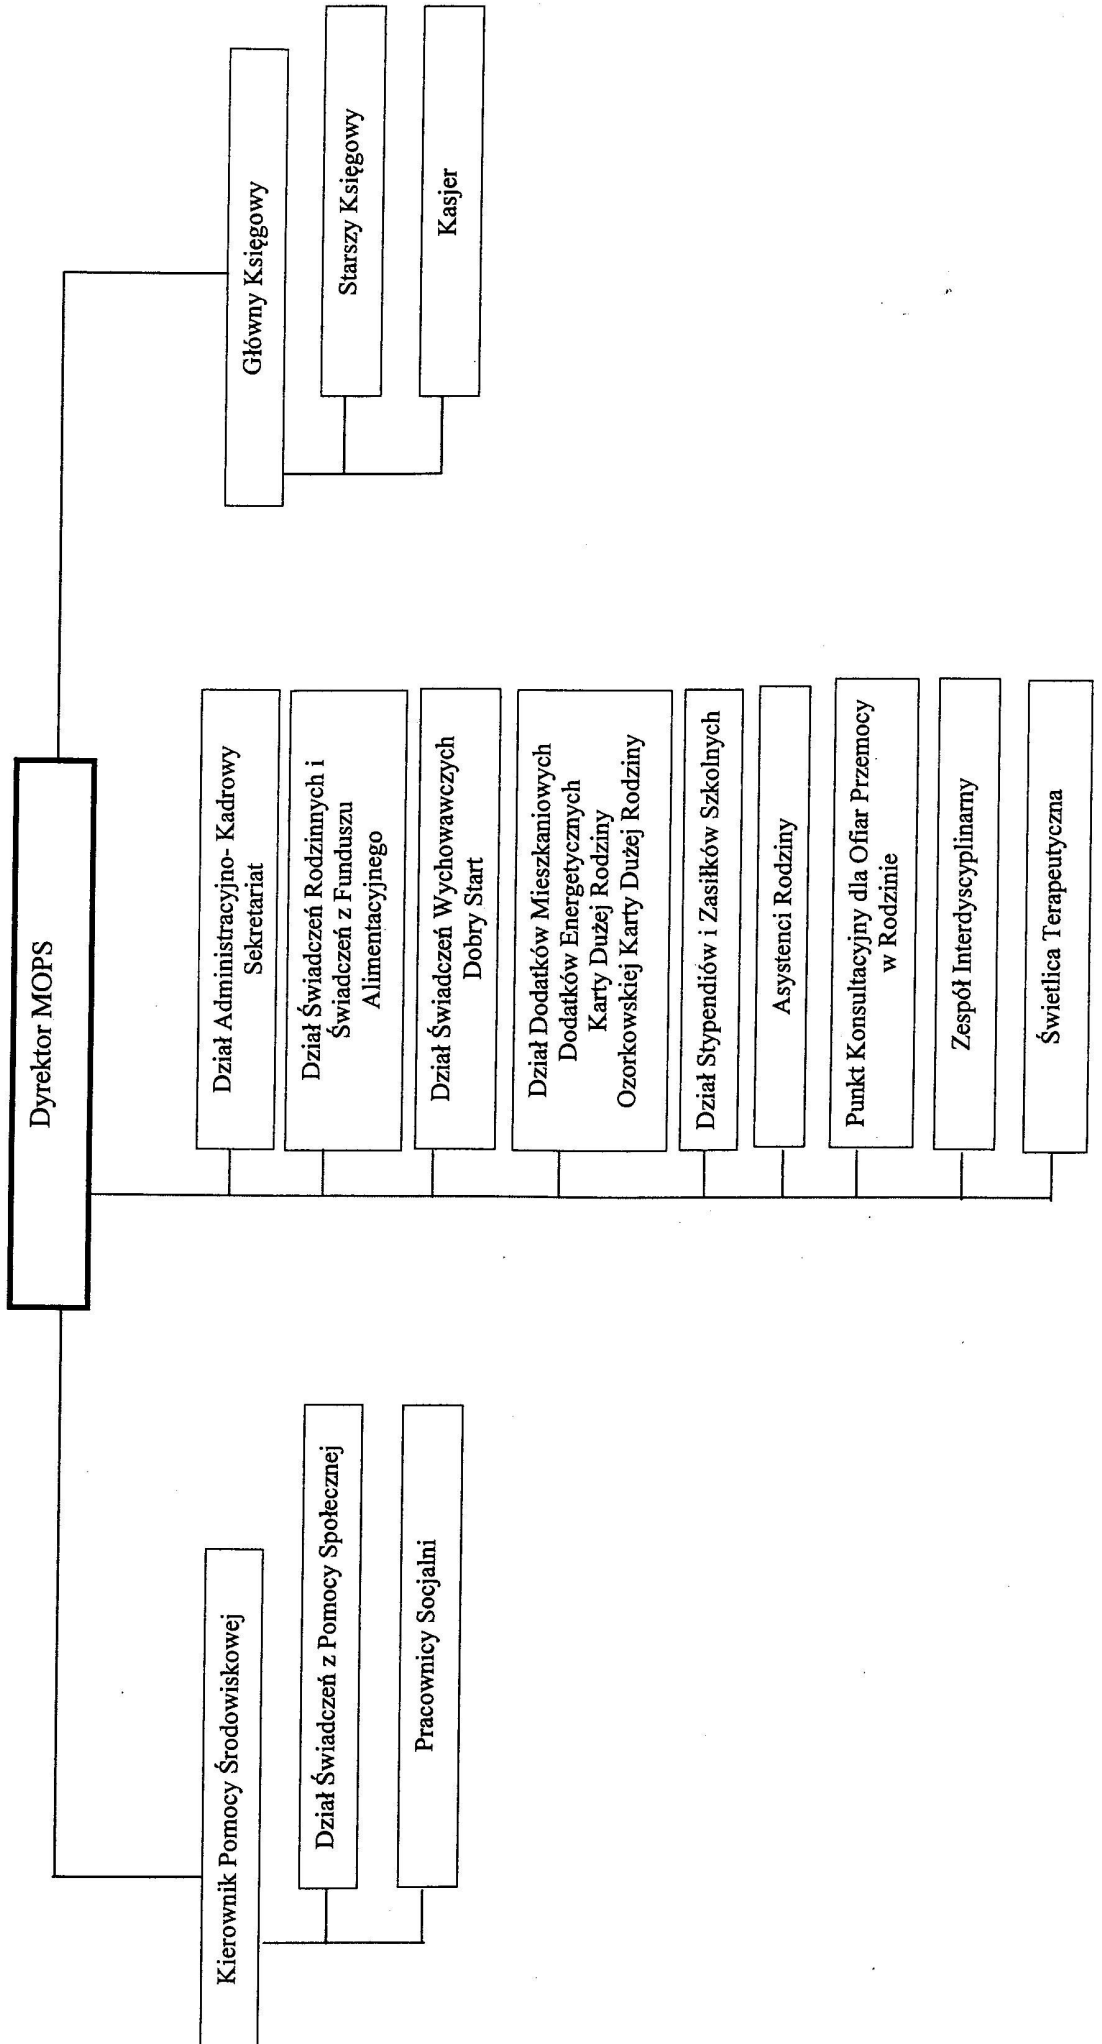 Dyrektor MOPS
Kierownik Pomocy Środowiskowej
Dział Świadczeń z Pomocy Społecznej
Pracownicy Socjalni
Dział Administracyjno- Kadrowy
Sekretariat
Dział Świadczeń Rodzinnych i
Świadczeń z Funduszu
Alimentacyjnego
Dział Świadczeń Wychowawczych
Dobry Start
Dział Dodatków Mieszkaniowych
Dodatków Energetycznych
Karty Dużej Rodziny
Ozorkowskiej Karty Dużej Rodziny
Dział Stypendiów i Zasiłków Szkolnych
Asystenci Rodziny
Punkt Konsultacyjny dla Ofiar Przemocy
w Rodzinie
Zespół Interdyscyplinarny
Świetlica Terapeutyczna
Główny Księgowy
Starszy Księgowy
Kasjer